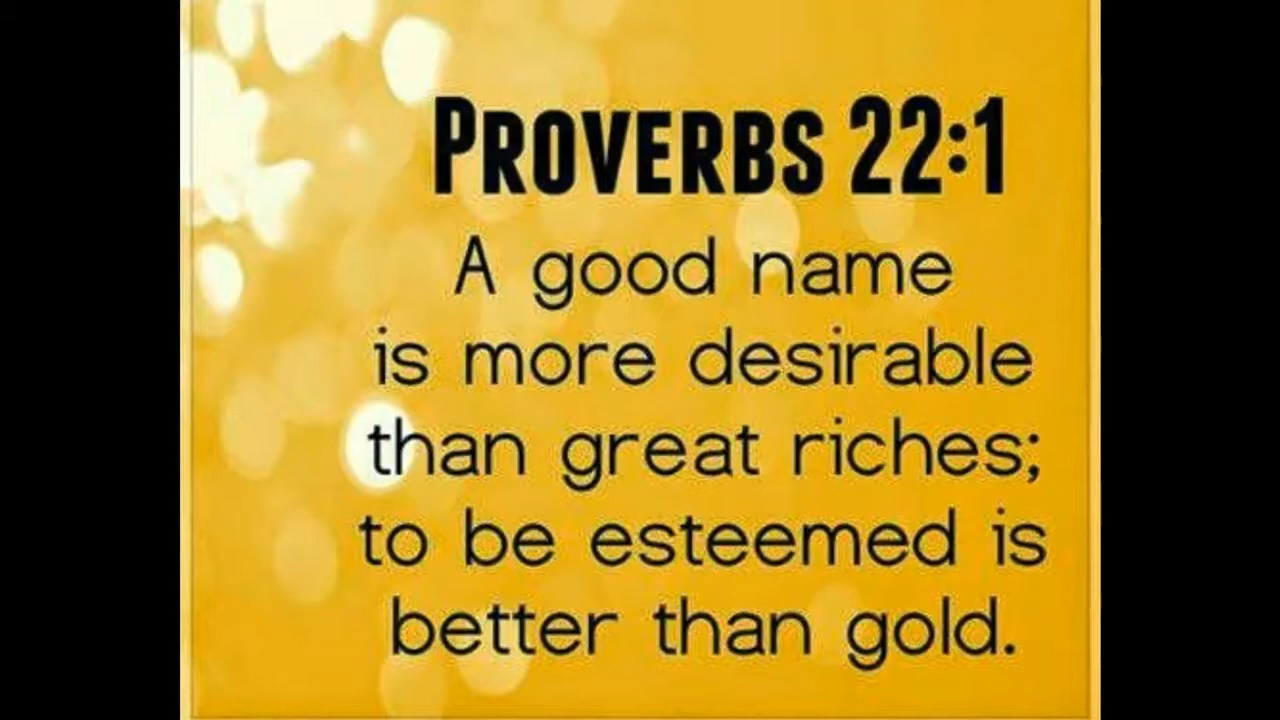 PROVERBS 22:1
A good name
is more desirable
than great riches;
to be esteemed is
better than gold.